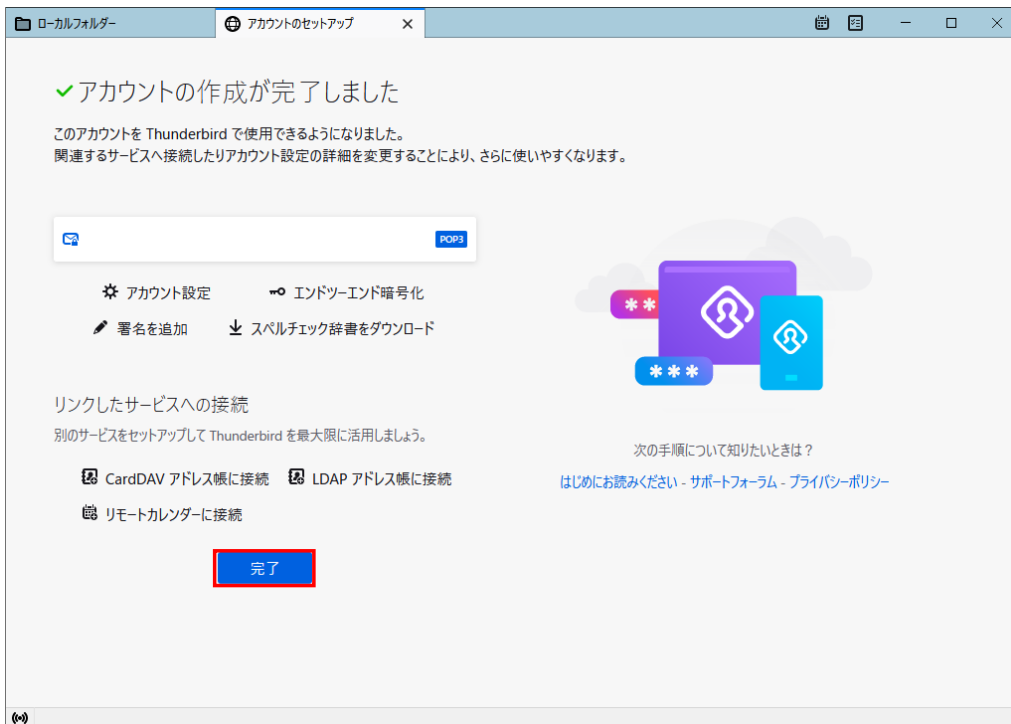 ローカルフォルダー
アカウントのセットアップ
アカウントの作成が完了しました
このアカウントを Thunderbird で使用できるようになりました。
関連するサービスへ接続したりアカウント設定の詳細を変更することにより、さらに使いやすくなります。
POP3
アカウント設定
エンドツーエンド暗号化
署名を追加
スペルチェック辞書をダウンロード
リンクしたサービスへの接続
別のサービスをセットアップして Thunderbird を最大限に活用しましょう。
CardDAV アドレス帳に接続
LDAP アドレス帳に接続
リモートカレンダーに接続
完了
** 
***
次の手順について知りたいときは？
はじめにお読みください - サポートフォーラム - プライバシーポリシー